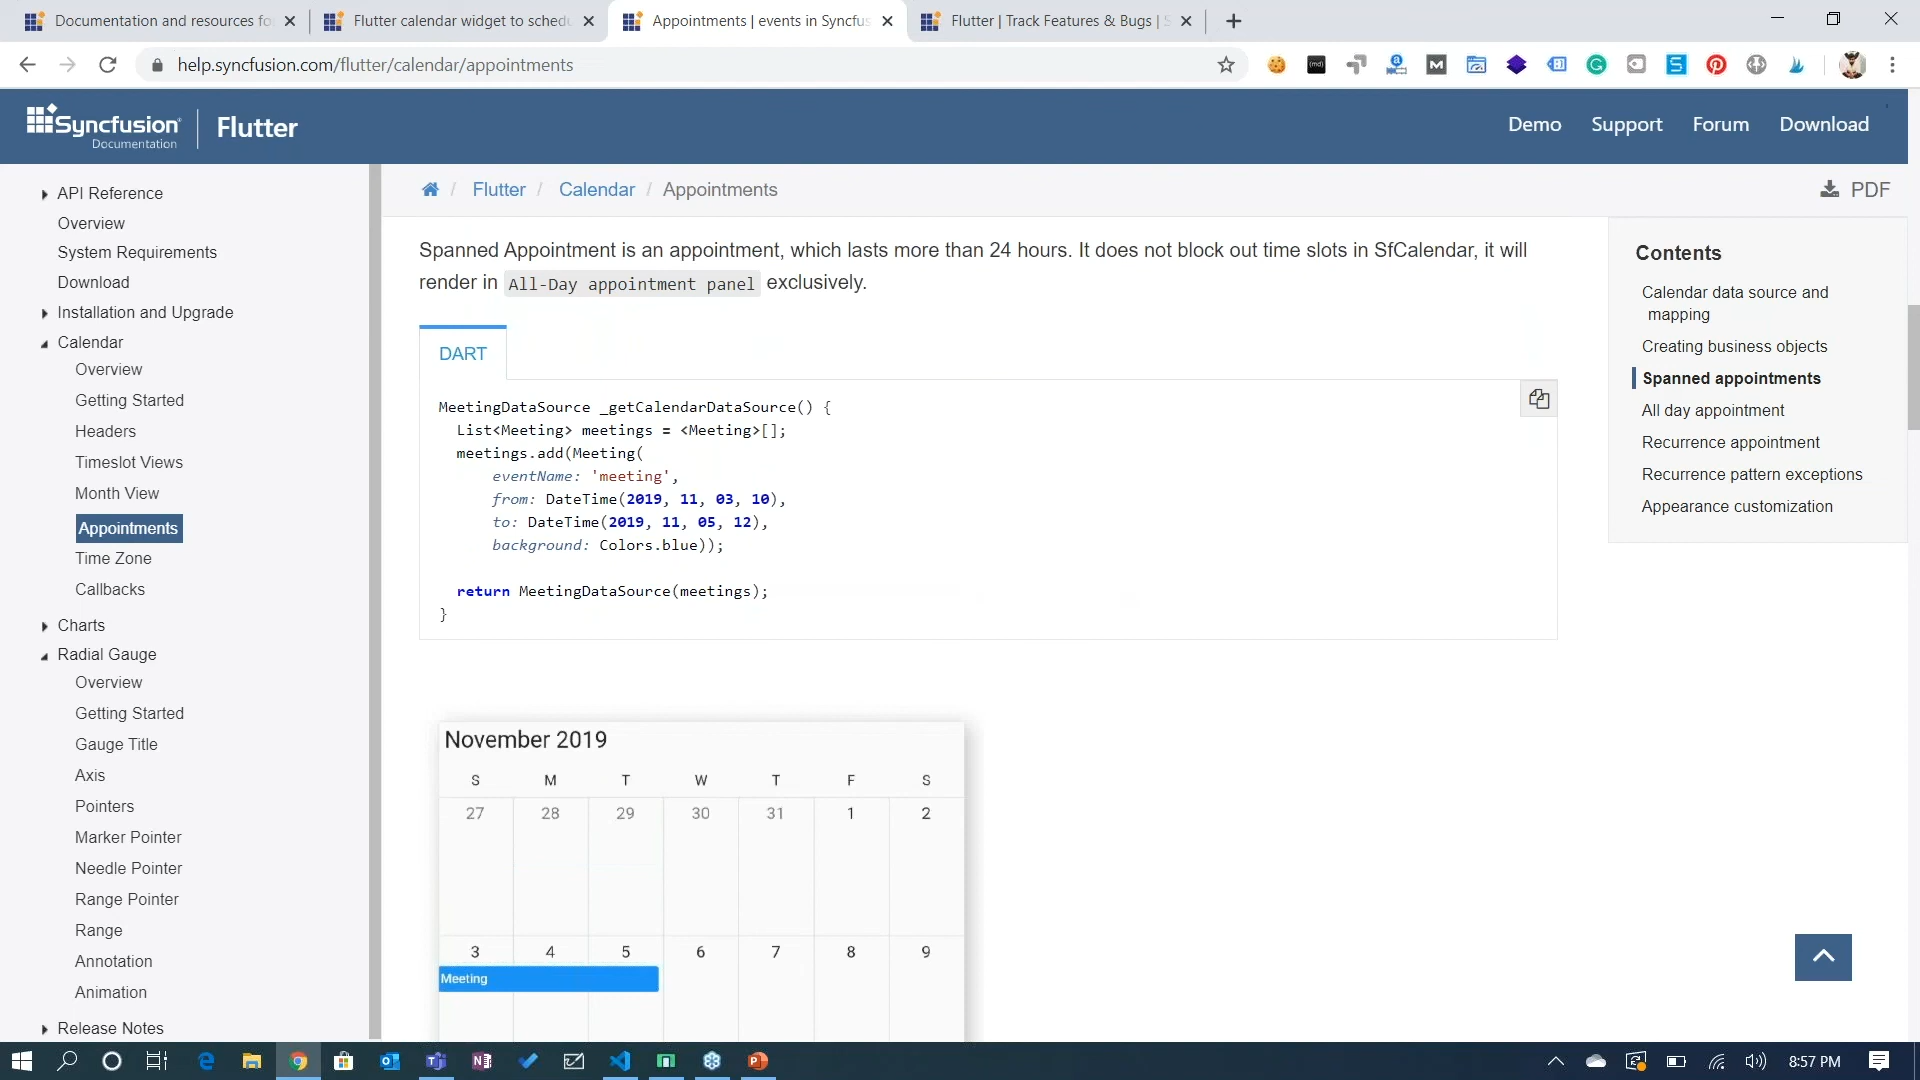 Documentation and resources fo
Flutter calendar widget to schedu
Appointments | events in Syncfus
Flutter | Track Features & Bugs | S
help.syncfusion.com/flutter/calendar/appointments
Syncfusion
Documentation
Flutter
Demo
Support
Forum
Download
API Reference
Overview
System Requirements
Download
Installation and Upgrade
Calendar
Overview
Getting Started
Headers
Timeslot Views
Month View
Appointments
Time Zone
Callbacks
Charts
Radial Gauge
Overview
Getting Started
Gauge Title
Axis
Pointers
Marker Pointer
Needle Pointer
Range Pointer
Range
Annotation
Animation
Release Notes
/ Flutter / Calendar / Appointments
PDF
Spanned Appointment is an appointment, which lasts more than 24 hours. It does not block out time slots in SfCalendar, it will
render in All-Day appointment panel exclusively.
DART
MeetingDataSource _getCalendarDataSource() {
List<Meeting> meetings = <Meeting>[];
meetings.add(Meeting(
eventName: 'meeting',
from: DateTime(2019, 11, 03, 10),
to: DateTime(2019, 11, 05, 12),
background: Colors.blue));
return MeetingDataSource(meetings);
}
November 2019
S M T W T F S
27 28 29 30 31 1 2
3 4 5 6 7 8 9
Meeting
Contents
Calendar data source and
mapping
Creating business objects
Spanned appointments
All day appointment
Recurrence appointment
Recurrence pattern exceptions
Appearance customization
8:57 PM